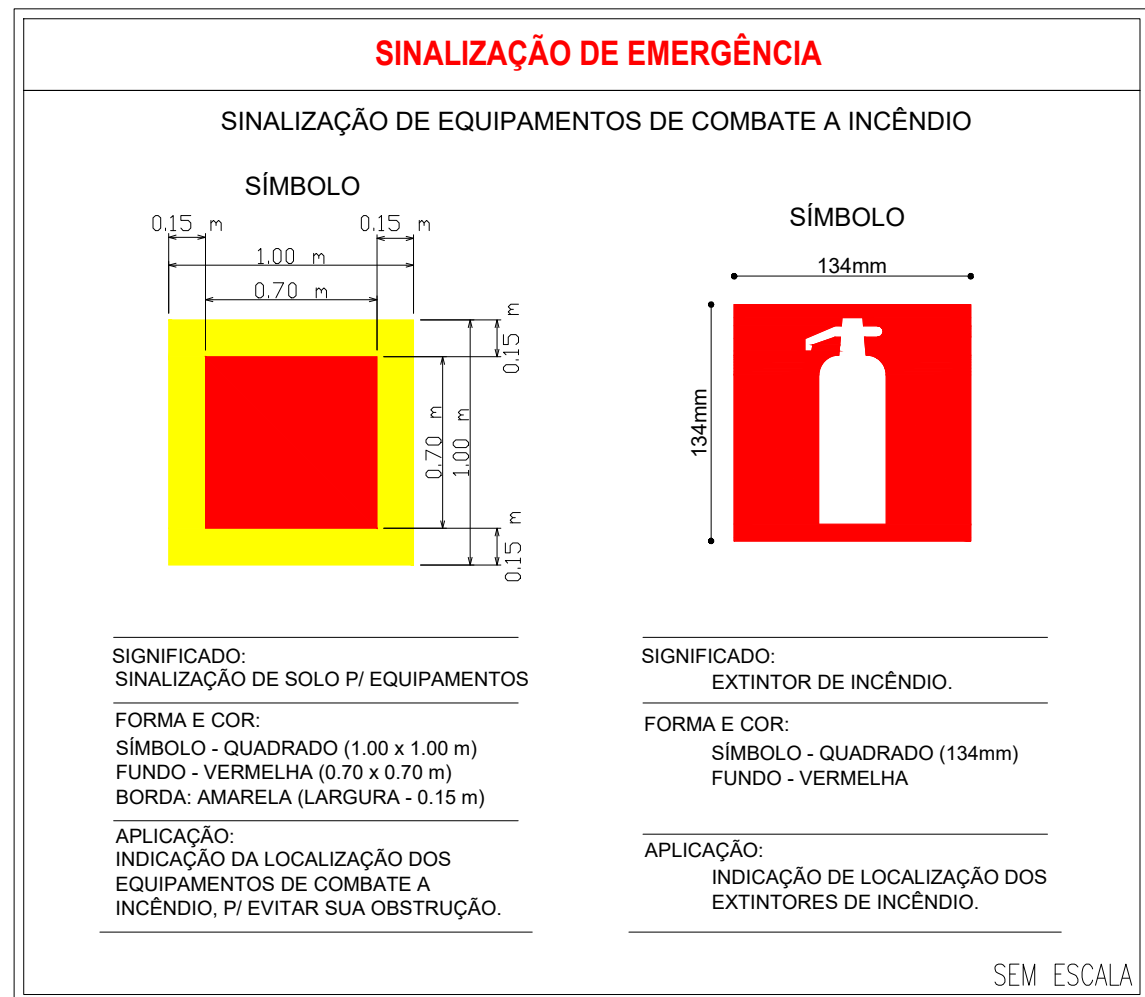 SINALIZAÇÃO DE EMERGÊNCIA
SINALIZAÇÃO DE EQUIPAMENTOS DE COMBATE A INCÊNDIO
SÍMBOLO
0.15 m
0.15 m
1.00 m
0.70 m
0.15 m
0.70 m
1.00 m
0.15 m
SIGNIFICADO:
SINALIZAÇÃO DE SOLO P/ EQUIPAMENTOS
FORMA E COR:
SÍMBOLO - QUADRADO (1.00 x 1.00 m)
FUNDO - VERMELHA (0.70 x 0.70 m)
BORDA: AMARELA (LARGURA - 0.15 m)
APLICAÇÃO:
INDICAÇÃO DA LOCALIZAÇÃO DOS
EQUIPAMENTOS DE COMBATE A
INCÊNDIO, P/ EVITAR SUA OBSTRUÇÃO.
SÍMBOLO
134mm
134mm
SIGNIFICADO:
EXTINTOR DE INCÊNDIO.
FORMA E COR:
SÍMBOLO - QUADRADO (134mm)
FUNDO - VERMELHA
APLICAÇÃO:
INDICAÇÃO DE LOCALIZAÇÃO DOS
EXTINTORES DE INCÊNDIO.
SEM ESCALA